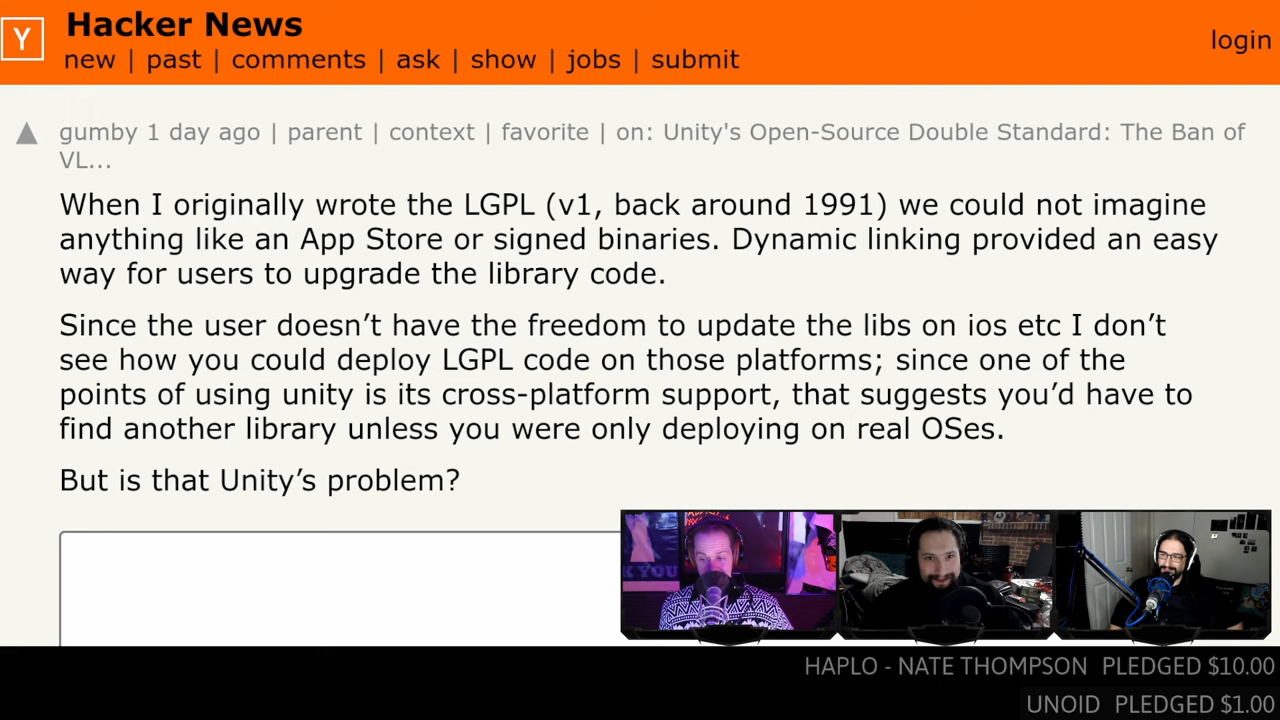 Y
Hacker News
new | past | comments | ask | show | jobs | submit
login
gumby 1 day ago | parent | context | favorite | on: Unity's Open-Source Double Standard: The Ban of
VL...
When I originally wrote the LGPL (v1, back around 1991) we could not imagine
anything like an App Store or signed binaries. Dynamic linking provided an easy
way for users to upgrade the library code.
Since the user doesn’t have the freedom to update the libs on ios etc I don’t
see how you could deploy LGPL code on those platforms; since one of the
points of using unity is its cross-platform support, that suggests you’d have to
find another library unless you were only deploying on real OSes.
But is that Unity’s problem?
K YOU
HAPLO - NATE THOMPSON PLEDGED $10.00
UNOID PLEDGED $1.00